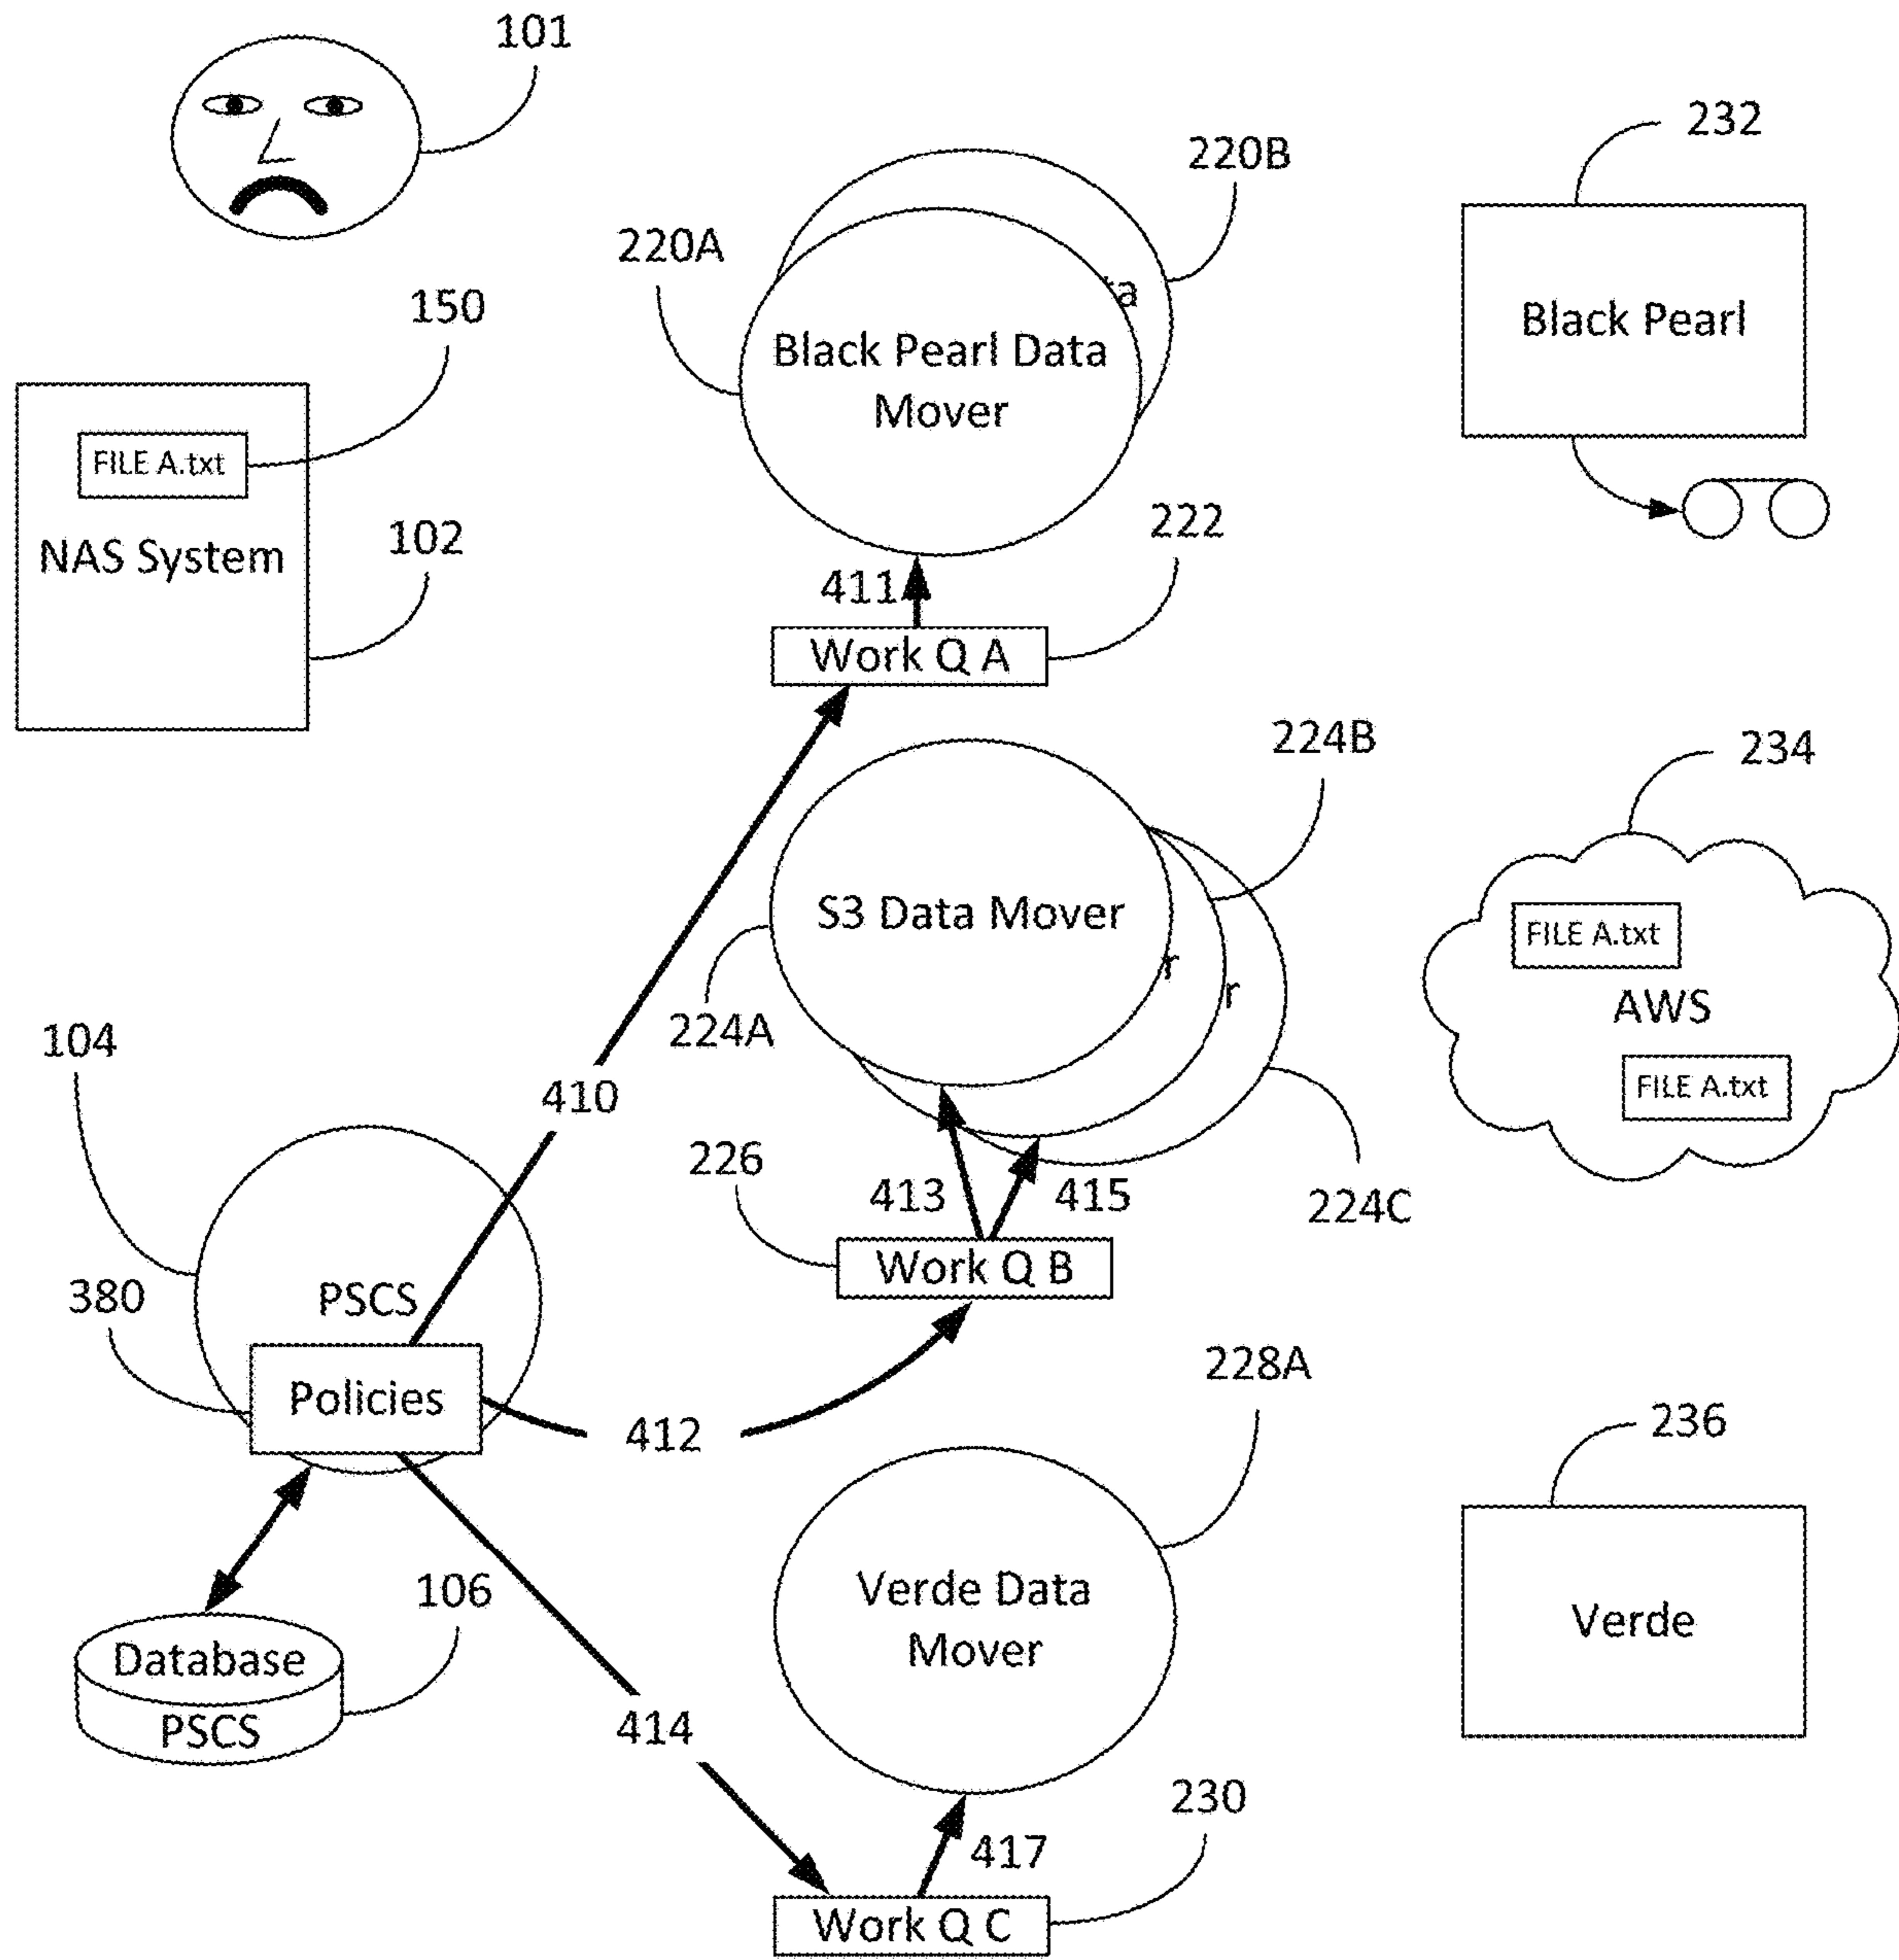 101
232
220B
220A
ta
150
Black Pearl
Black Pearl Data
Mover
FILE A.txt
222
102
NAS System
411
Work Q A
224B
234
S3 Data Mover
FILE A.txt
r
r
AWS
224A
104
410
FILE A.txt
226
413
415
224C
Work Q B
380
PSCS
228A
Policies
412
236
106
Verde Data
Mover
Verde
Database
PSCS
414
230
417
Work Q C